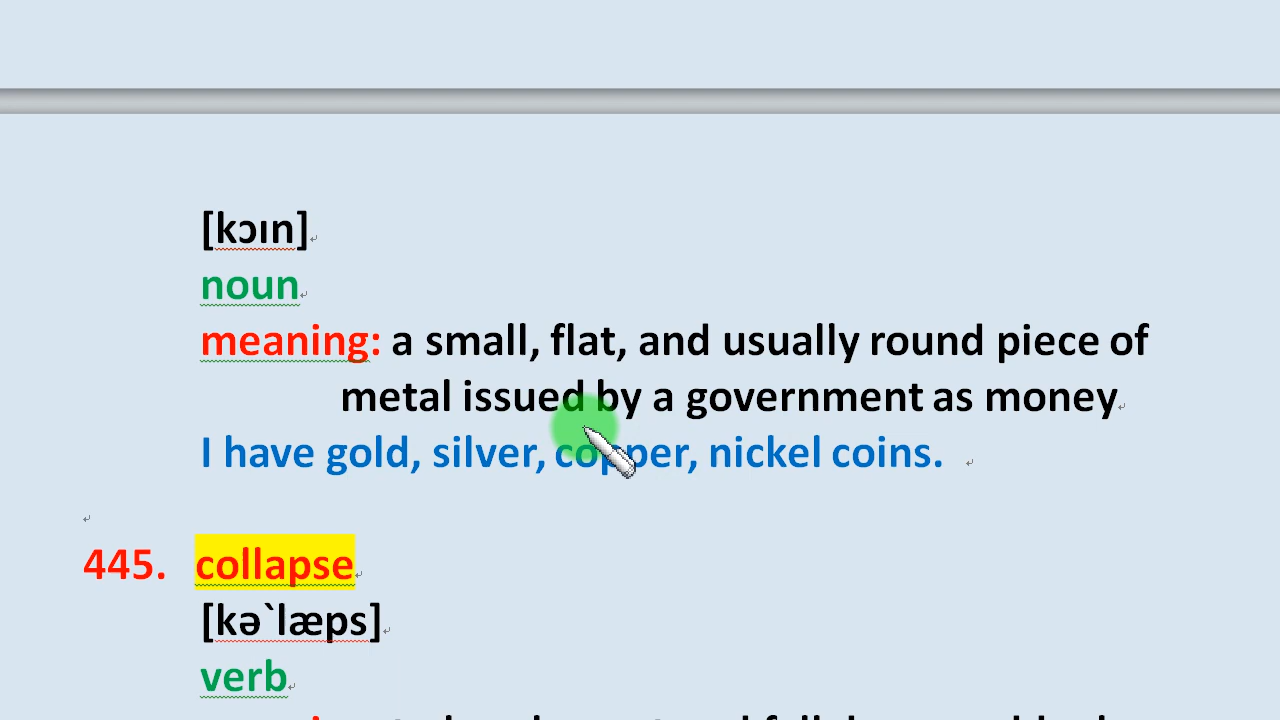 [kɔɪn]
noun
meaning: a small, flat, and usually round piece of
metal issued by a government as money
I have gold, silver, copper, nickel coins.
445. collapse
[kə`læps]
verb